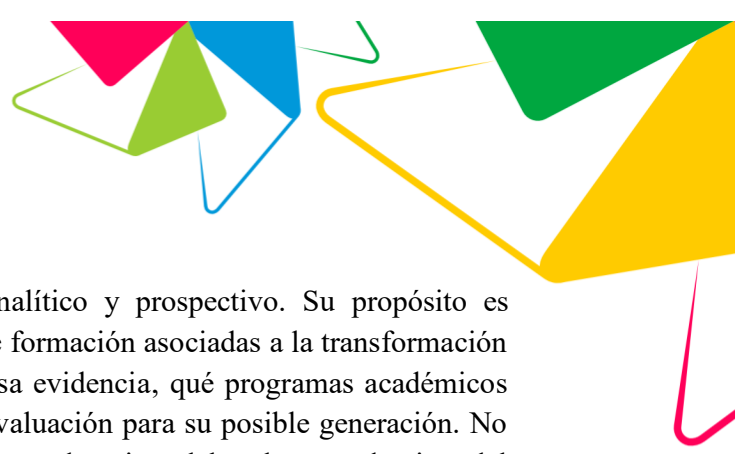 nalítico y prospectivo. Su propósito es
formación asociadas a la transformación
sa evidencia, qué programas académicos
valuación para su posible generación. No